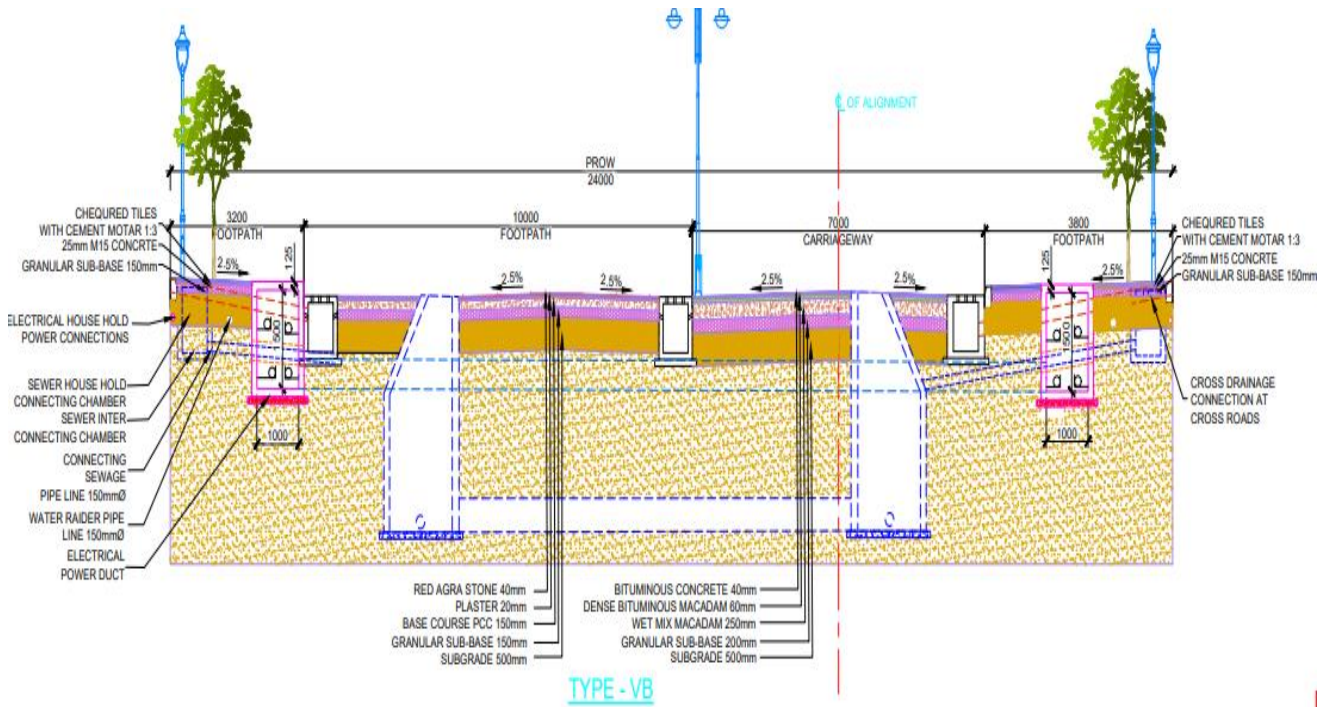 ℄ OF ALIGNMENT
PROW
24000
3200
FOOTPATH
10000
FOOTPATH
7000
CARRIAGEWAY
3800
FOOTPATH
CHEQURED TILES
WITH CEMENT MOTAR 1:3
25mm M15 CONCRTE
GRANULAR SUB-BASE 150mm
ELECTRICAL HOUSE HOLD
POWER CONNECTIONS
SEWER HOUSE HOLD
CONNECTING CHAMBER
SEWER INTER
CONNECTING CHAMBER
CONNECTING
SEWAGE
PIPE LINE 150mmØ
WATER RAIDER PIPE
LINE 150mmØ
ELECTRICAL
POWER DUCT
2.5%
125
500
1000
2.5%
2.5%
2.5%
2.5%
125
2.5%
500
1000
CHEQURED TILES
WITH CEMENT MOTAR 1:3
25mm M15 CONCRTE
GRANULAR SUB-BASE 150mm
CROSS DRAINAGE
CONNECTION AT
CROSS ROADS
RED AGRA STONE 40mm
PLASTER 20mm
BASE COURSE PCC 150mm
GRANULAR SUB-BASE 150mm
SUBGRADE 500mm
BITUMINOUS CONCRETE 40mm
DENSE BITUMINOUS MACADAM 60mm
WET MIX MACADAM 250mm
GRANULAR SUB-BASE 200mm
SUBGRADE 500mm
TYPE - VB